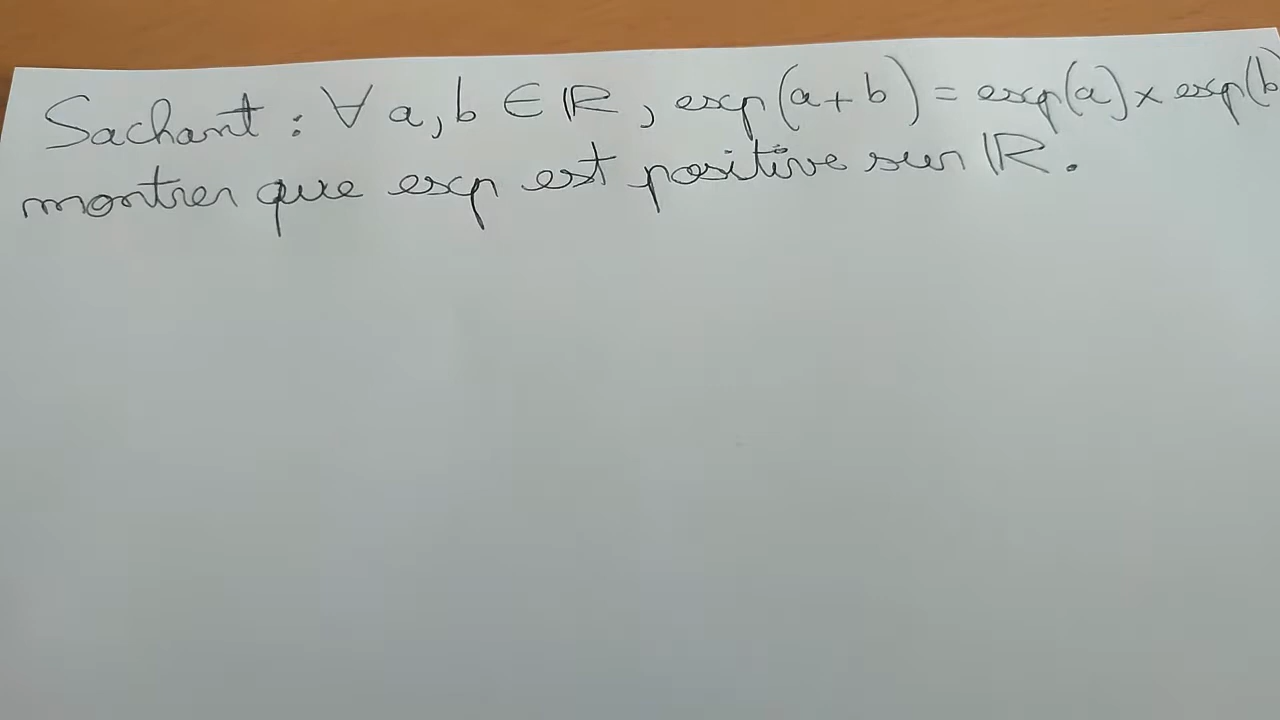 Sachant : ∀ a, b ∈ ℝ, exp(a+b) = exp(a) × exp(b
montrer que exp est positive sur ℝ.